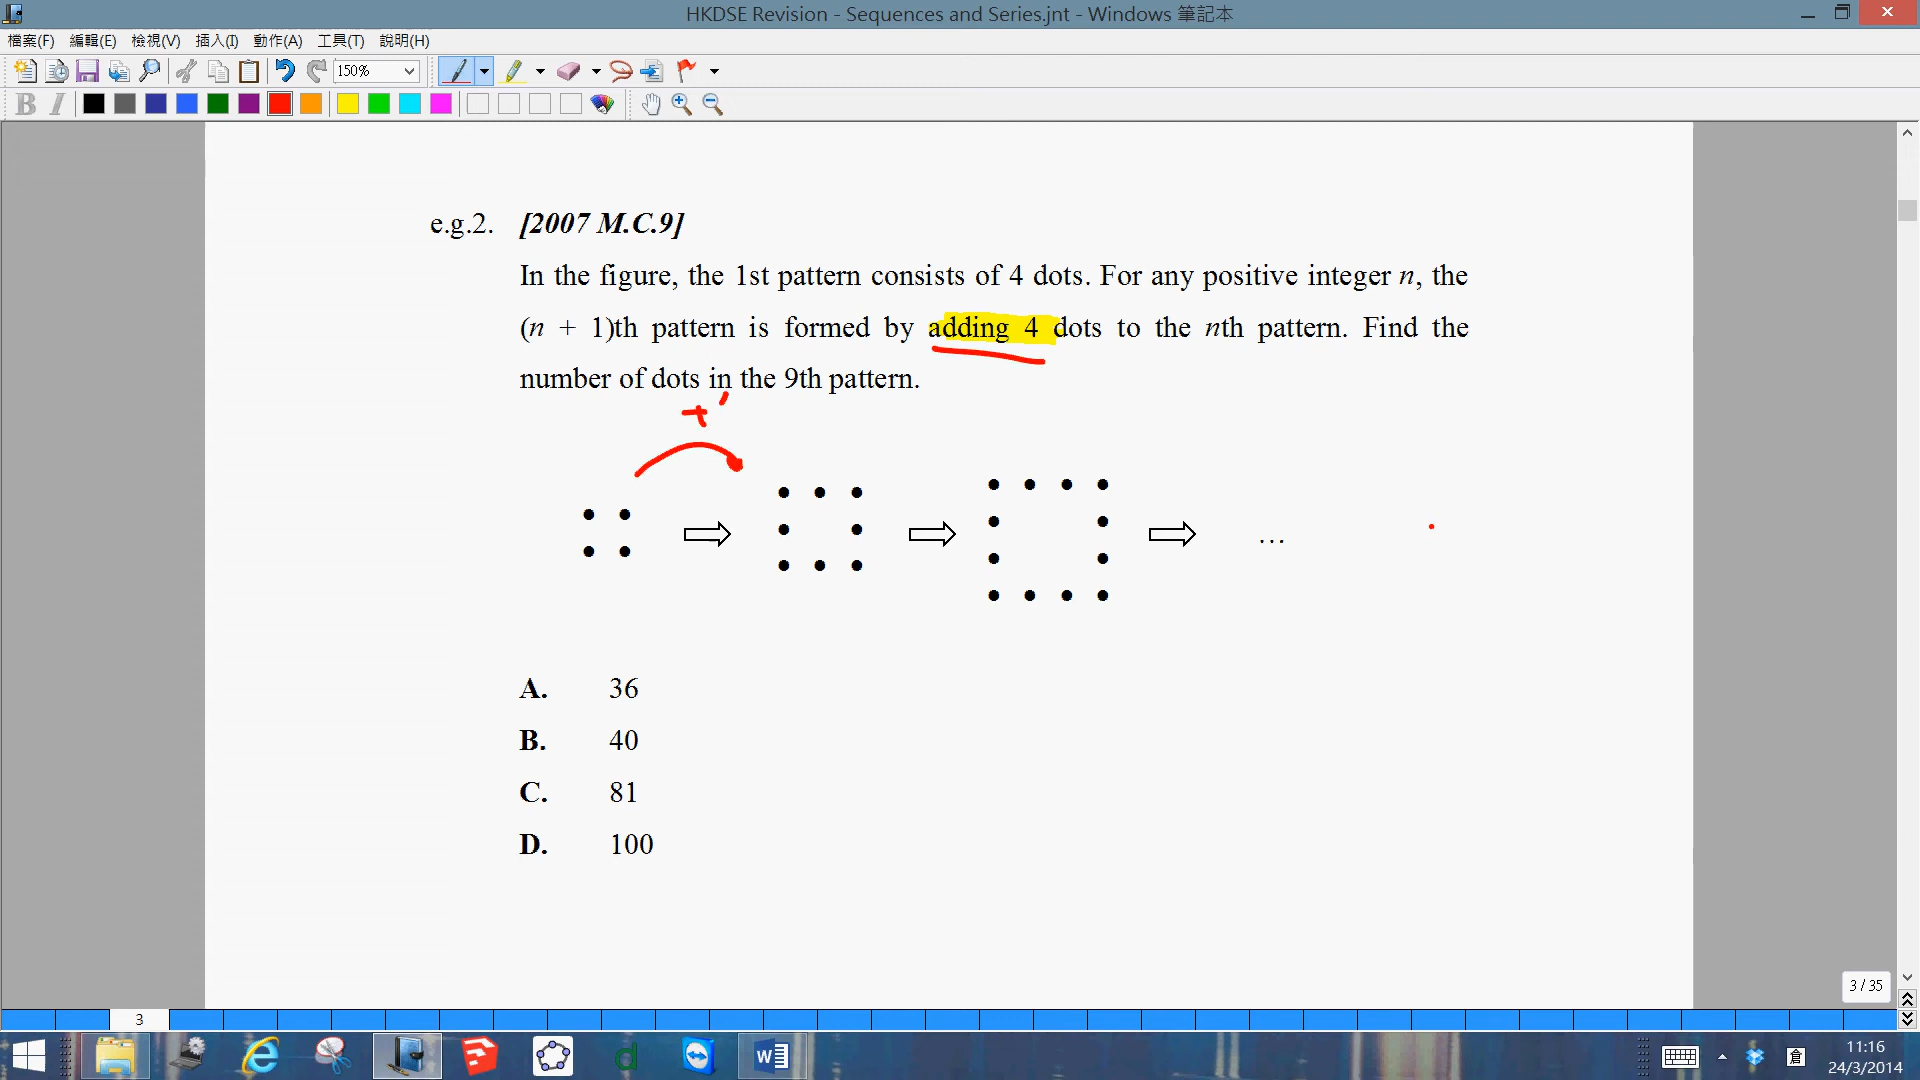 HKDSE Revision - Sequences and Series.jnt - Windows 筆記本
檔案(F) 編輯(E) 檢視(V) 插入(I) 動作(A) 工具(T) 說明(H)
150%
B I
e.g.2. [2007 M.C.9]
In the figure, the 1st pattern consists of 4 dots. For any positive integer n, the
(n + 1)th pattern is formed by adding 4 dots to the nth pattern. Find the
number of dots in the 9th pattern.
+
...
A. 36
B. 40
C. 81
D. 100
3 / 35
3
倉
11:16
24/3/2014